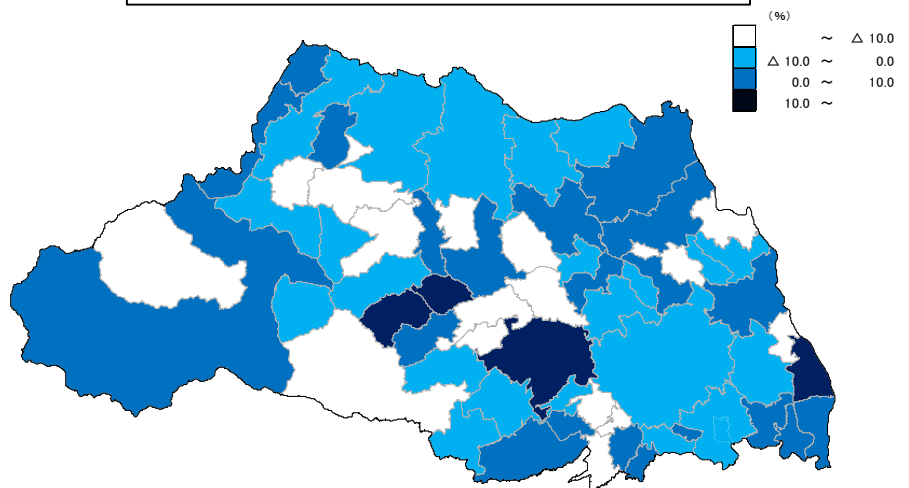 （%）
～ △ 10.0
△ 10.0 ～ 0.0
0.0 ～ 10.0
10.0 ～